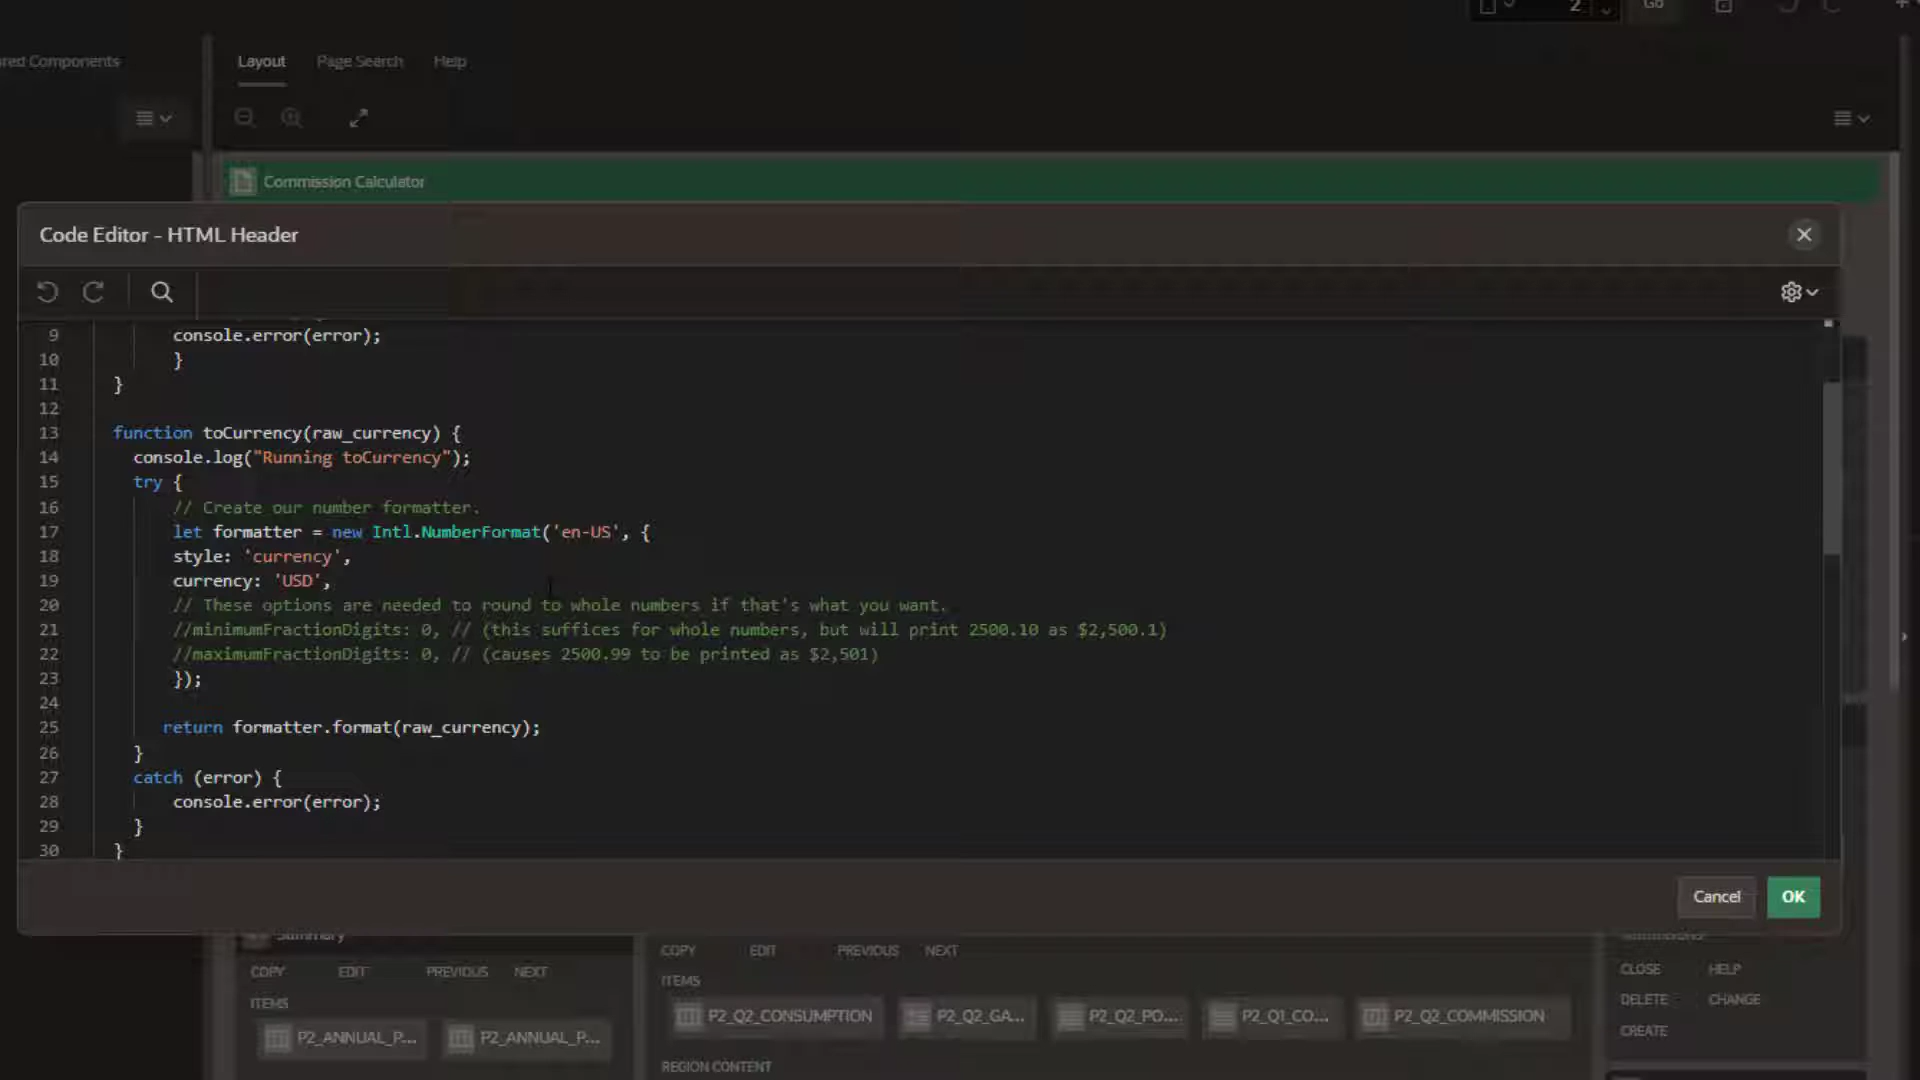 2
Go
Layout
Page Search
Help
Components
Commission Calculator
Code Editor - HTML Header
9 console.error(error);
10 }
11 }
12
13 function toCurrency(raw_currency) {
14 console.log("Running toCurrency");
15 try {
16 // Create our number formatter.
17 let formatter = new Intl.NumberFormat('en-US', {
18 style: 'currency',
19 currency: 'USD',
20 // These options are needed to round to whole numbers if that's what you want.
21 //minimumFractionDigits: 0, // (this suffices for whole numbers, but will print 2500.10 as $2,500.1)
22 //maximumFractionDigits: 0, // (causes 2500.99 to be printed as $2,501)
23 });
24
25 return formatter.format(raw_currency);
26 }
27 catch (error) {
28 console.error(error);
29 }
30 }
Cancel
OK
Summary
COPY EDIT PREVIOUS NEXT
ITEMS
P2_ANNUAL_P... P2_ANNUAL_P...
COPY EDIT PREVIOUS NEXT
ITEMS
P2_Q2_CONSUMPTION P2_Q2_GA... P2_Q2_PO... P2_Q1_CO... P2_Q2_COMMISSION
REGION CONTENT
CLOSE HELP
DELETE CHANGE
CREATE